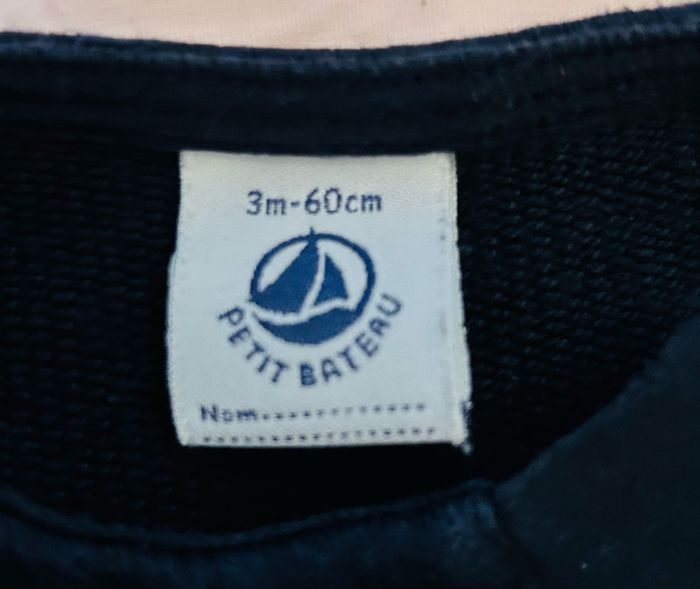 3m-60cm
PETIT BATEAU
Nom..............
.......................